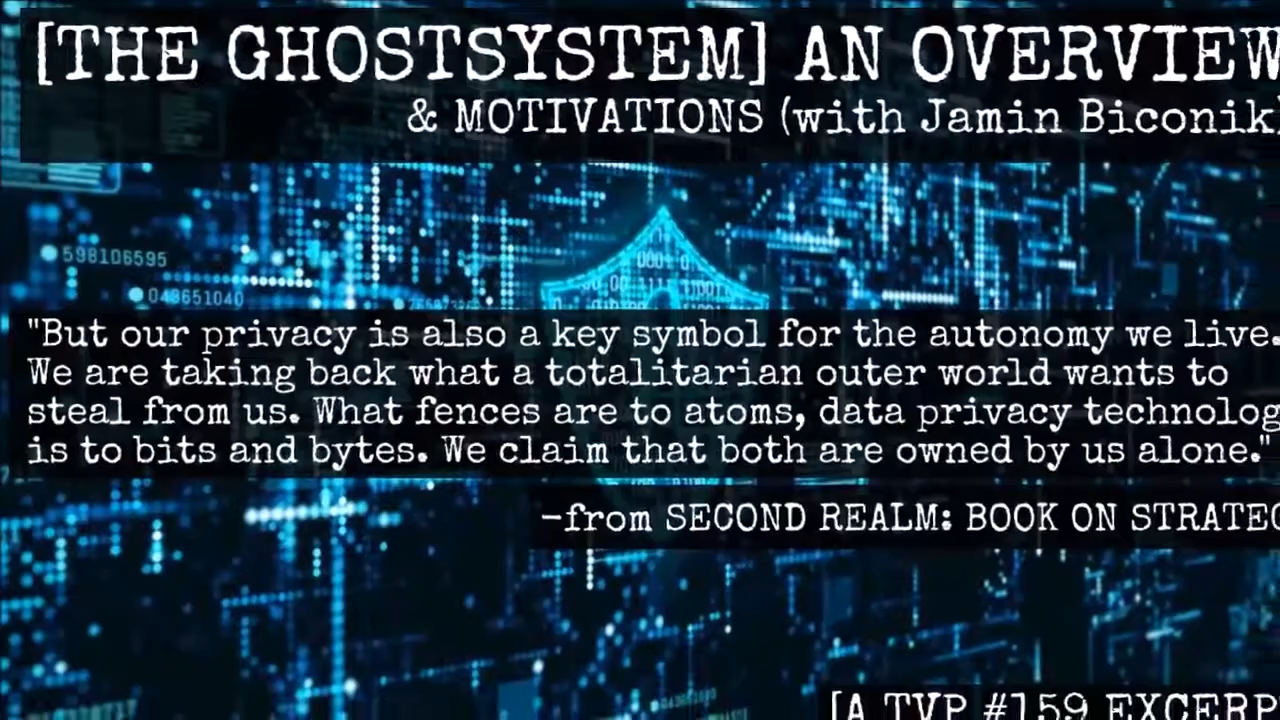 [THE GHOSTSYSTEM] AN OVERVIEW
& MOTIVATIONS (with Jamin Biconik)
598106595
043651040
"But our privacy is also a key symbol for the autonomy we live.
We are taking back what a totalitarian outer world wants to
steal from us. What fences are to atoms, data privacy technolog
is to bits and bytes. We claim that both are owned by us alone."
-from SECOND REALM: BOOK ON STRATEG
[A TVP #159 EXCERP